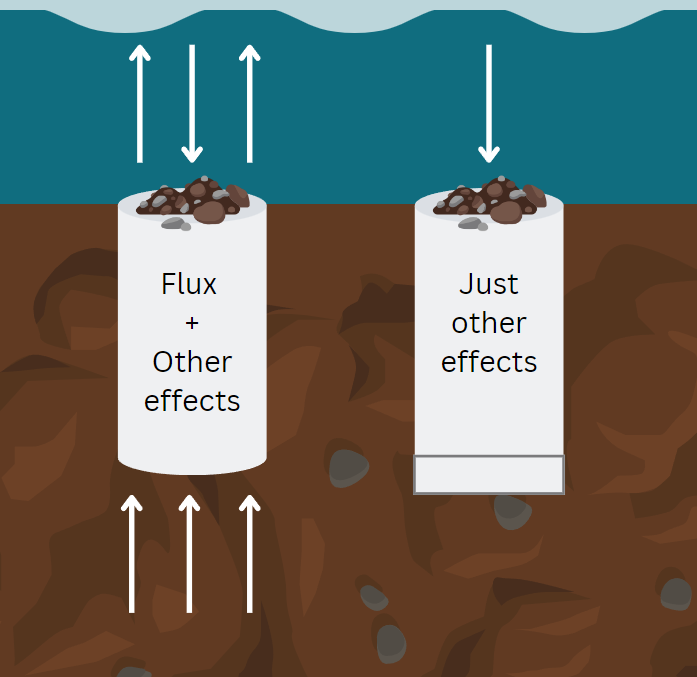 Flux
+
Other
effects
Just
other
effects